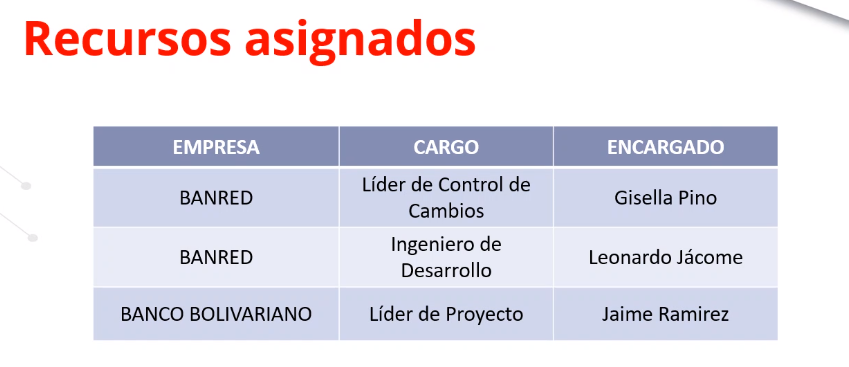 Recursos asignados
EMPRESA CARGO ENCARGADO
BANRED Líder de Control de Cambios Gisella Pino
BANRED Ingeniero de Desarrollo Leonardo Jácome
BANCO BOLIVARIANO Líder de Proyecto Jaime Ramirez